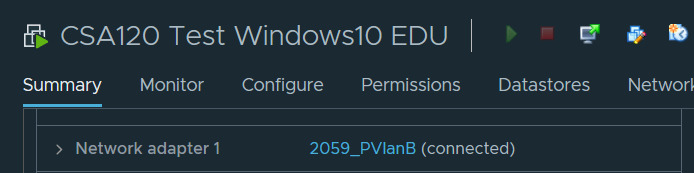 CSA120 Test Windows10 EDU
Summary Monitor Configure Permissions Datastores Network
Network adapter 1 2059_PVlanB (connected)